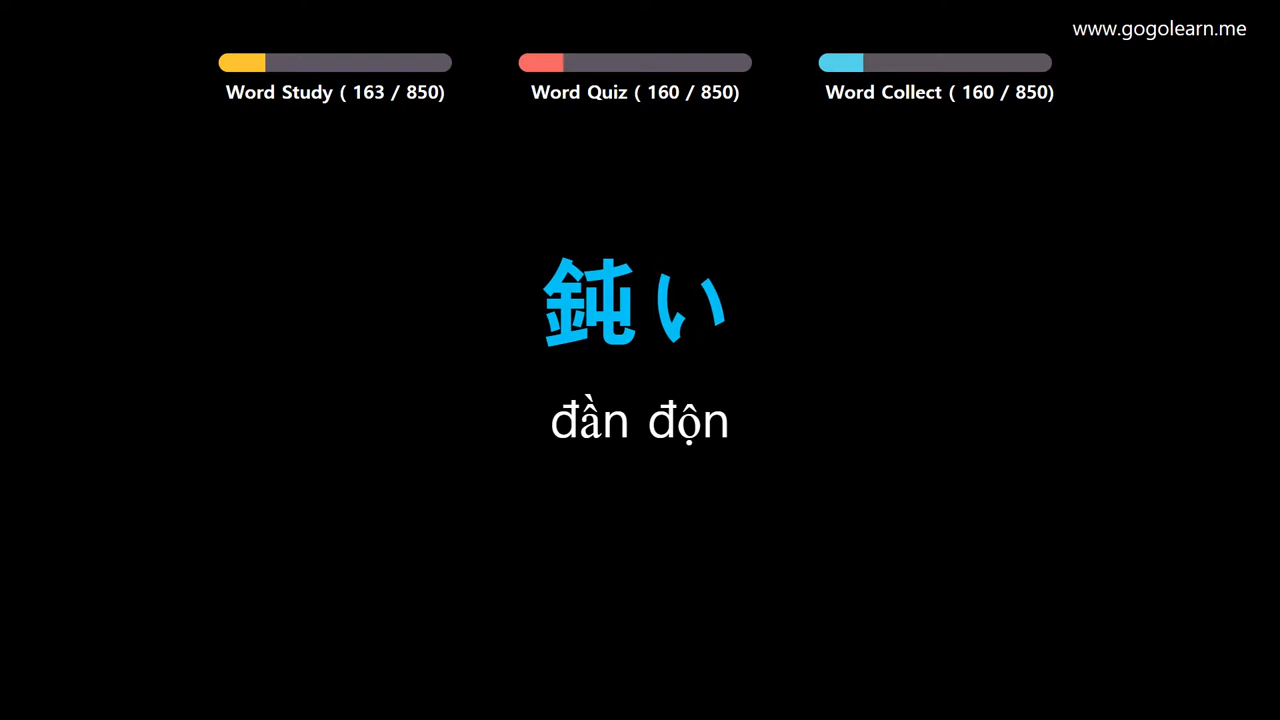 www.gogolearn.me
Word Study ( 163 / 850)
Word Quiz ( 160 / 850)
Word Collect ( 160 / 850)
鈍い
đần độn